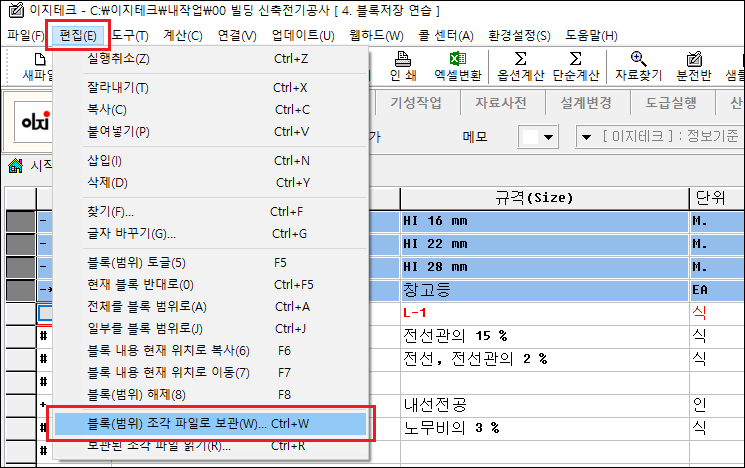 이지테크 - C:₩이지테크₩내작업₩00 빌딩 신축전기공사 [ 4. 블록저장 연습 ]
파일(F) 편집(E) 도구(T) 계산(C) 연결(V) 업데이트(U) 웹하드(W) 콜 센터(A) 환경설정(S) 도움말(H)
새파일 인 쇄 엑셀변환 옵션계산 단순계산 자료찾기 분전반 샘플
실행취소(Z) Ctrl+Z
잘라내기(T) Ctrl+X
복사(C) Ctrl+C
붙여넣기(P) Ctrl+V
삽입(I) Ctrl+N
삭제(D) Ctrl+Y
찾기(F)... Ctrl+F
글자 바꾸기(G)... Ctrl+G
블록(범위) 토글(5) F5
현재 블록 반대로(0) Ctrl+F5
전체를 블록 범위로(A) Ctrl+A
일부를 블록 범위로(J) Ctrl+J
블록 내용 현재 위치로 복사(6) F6
블록 내용 현재 위치로 이동(7) F7
블록(범위) 해제(8) F8
블록(범위) 조각 파일로 보관(W)... Ctrl+W
보관된 조각 파일 읽기(R)... Ctrl+R
이지
기성작업 자료사전 설계변경 도급실행 산
가 메모 [ 이지테크 ] : 정보기준
시작
규격(Size) 단위
- HI 16 mm M.
- HI 22 mm M.
- HI 28 mm M.
-* 창고등 EA
L-1 식
# 전선관의 15 % 식
# 전선, 전선관의 2 % 식
+ 내선전공 인
# 노무비의 3 % 식
#